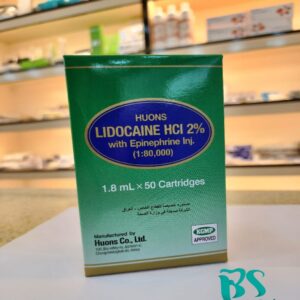 HUONS
LIDOCAINE HCl 2%
with Epinephrine Inj.
(1:80,000)
1.8 mL × 50 Cartridges
Manufactured by
Huons Co., Ltd.
KGMP
APPROVED
BS